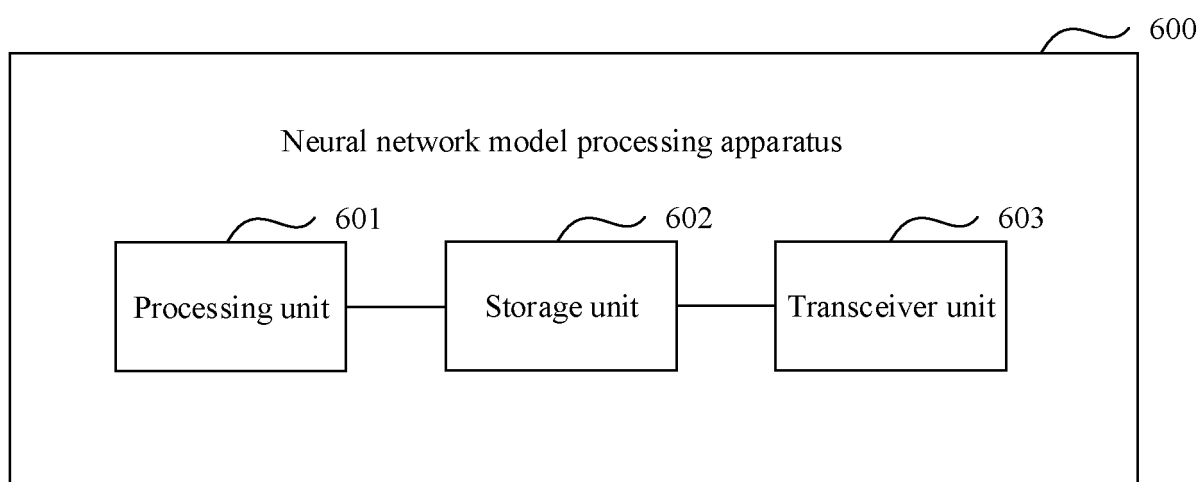 600
Neural network model processing apparatus
601
602
603
Processing unit
Storage unit
Transceiver unit